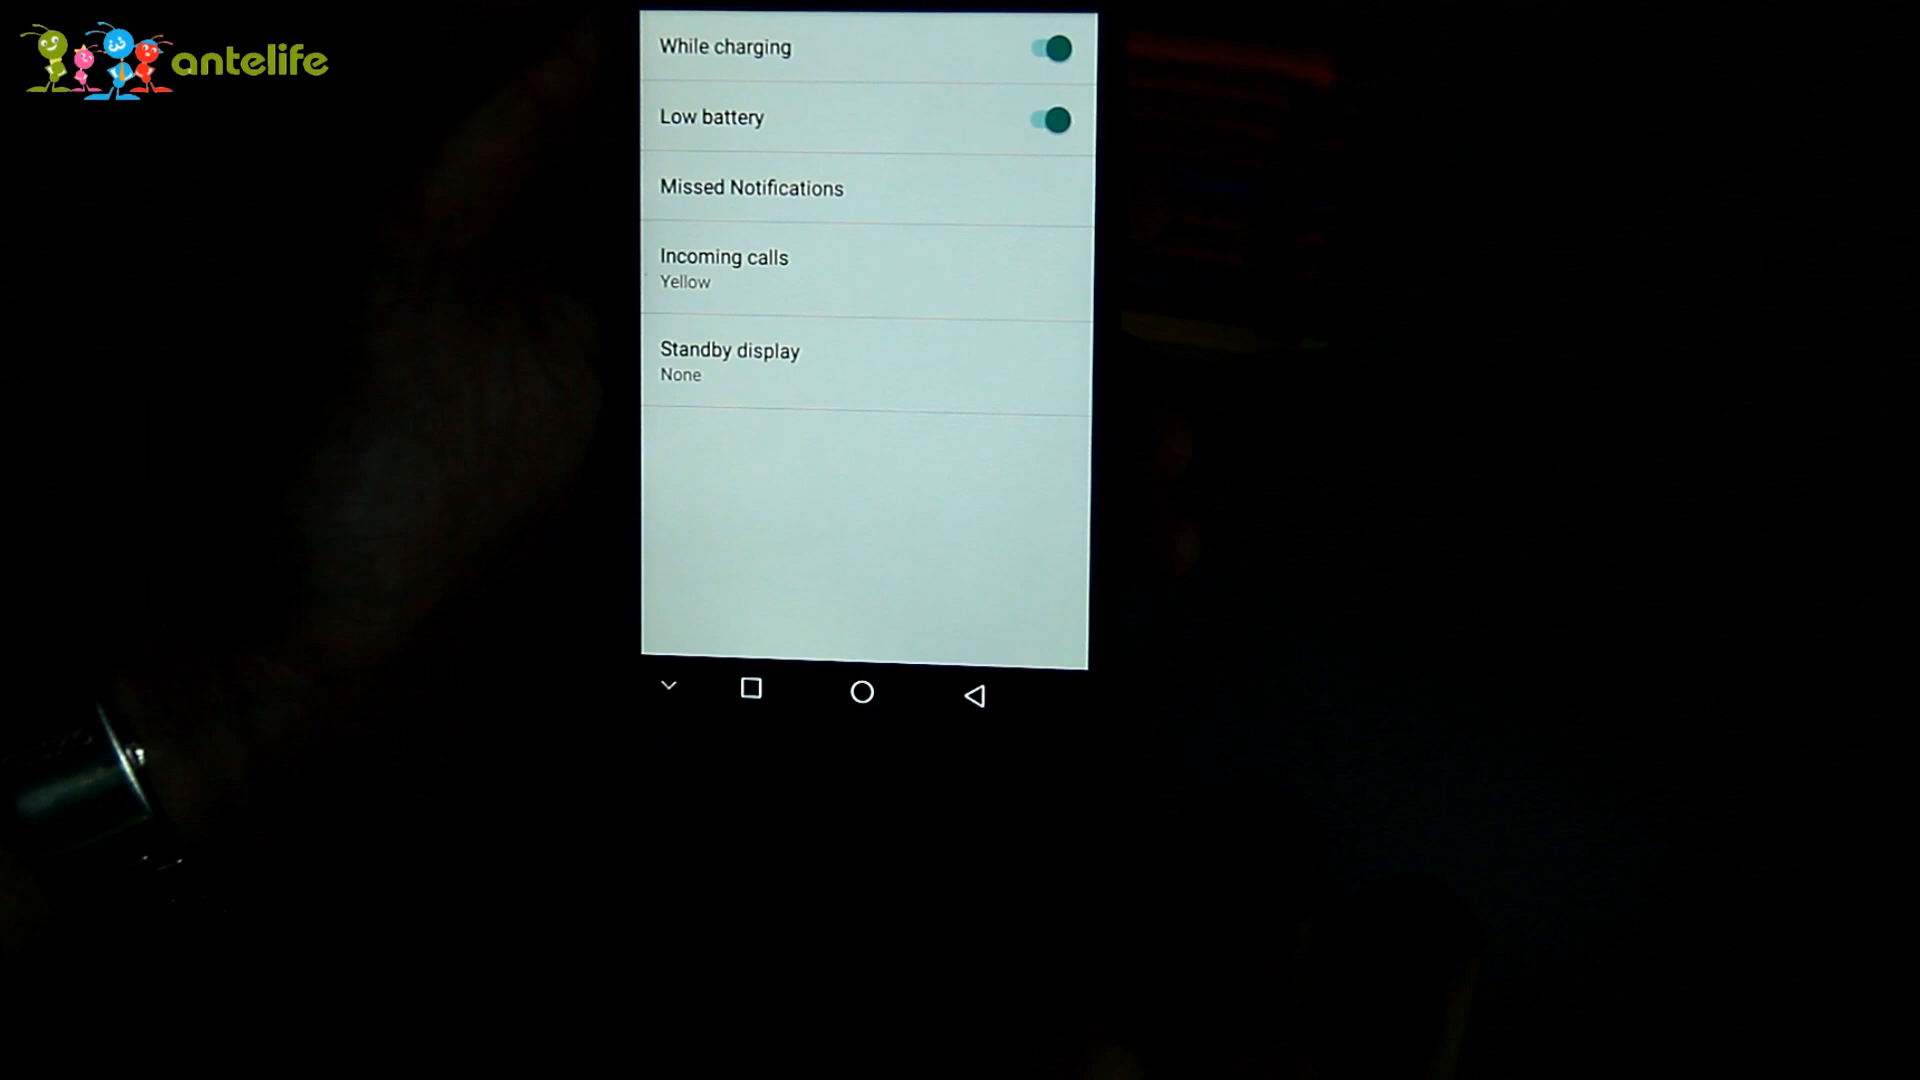 antelife
While charging
Low battery
Missed Notifications
Incoming calls
Yellow
Standby display
None